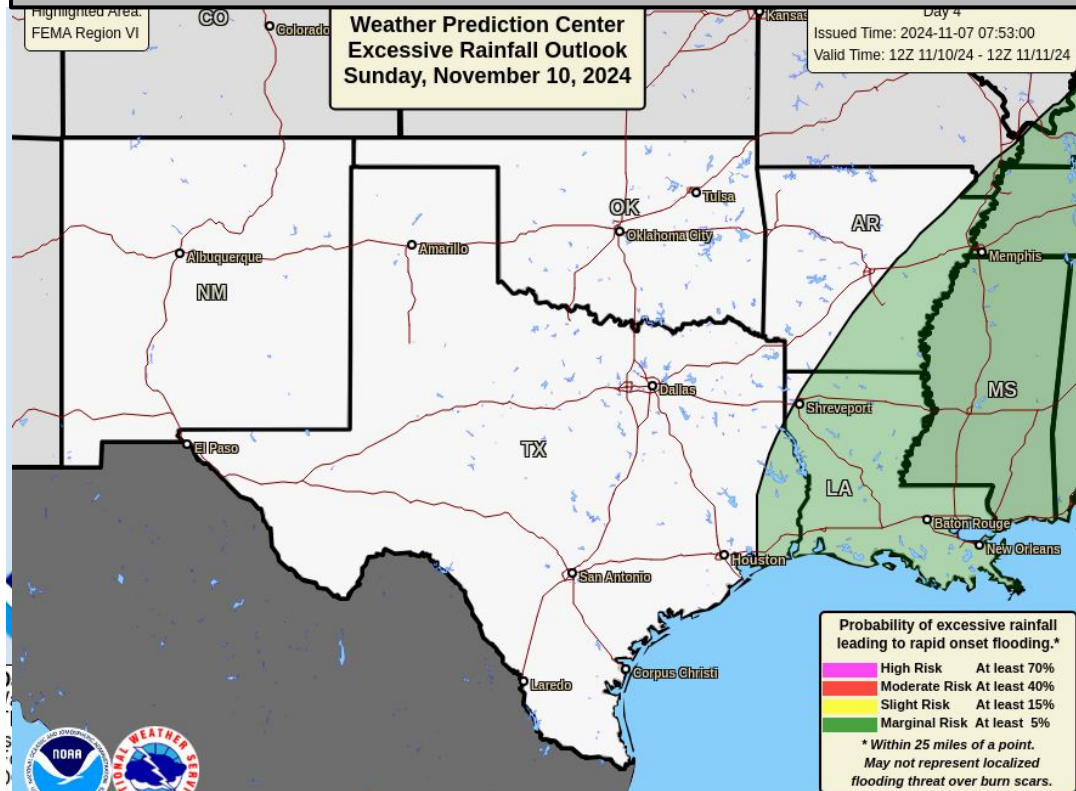 Highlighted Area:
FEMA Region VI
Weather Prediction Center
Excessive Rainfall Outlook
Sunday, November 10, 2024
Day 4
Issued Time: 2024-11-07 07:53:00
Valid Time: 12Z 11/10/24 - 12Z 11/11/24
CO
Colorado
Kansas
Tulsa
OK
Oklahoma City
AR
Albuquerque
Amarillo
Memphis
NM
Dallas
MS
Shreveport
El Paso
TX
LA
Baton Rouge
New Orleans
Houston
San Antonio
Corpus Christi
Laredo
Probability of excessive rainfall
leading to rapid onset flooding.*
High Risk At least 70%
Moderate Risk At least 40%
Slight Risk At least 15%
Marginal Risk At least 5%
* Within 25 miles of a point.
May not represent localized
flooding threat over burn scars.
NOAA